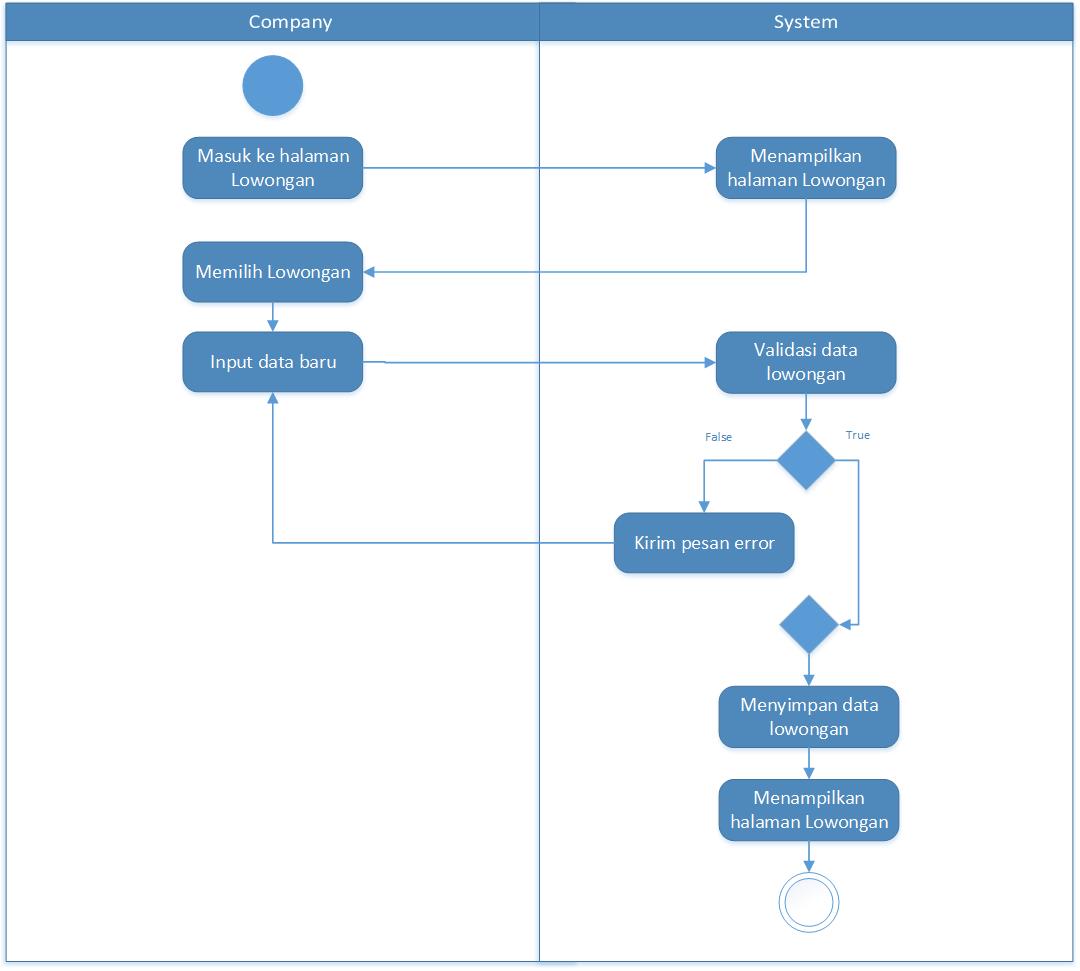 Company
System
Masuk ke halaman
Lowongan
Menampilkan
halaman Lowongan
Memilih Lowongan
Input data baru
Validasi data
lowongan
False
True
Kirim pesan error
Menyimpan data
lowongan
Menampilkan
halaman Lowongan